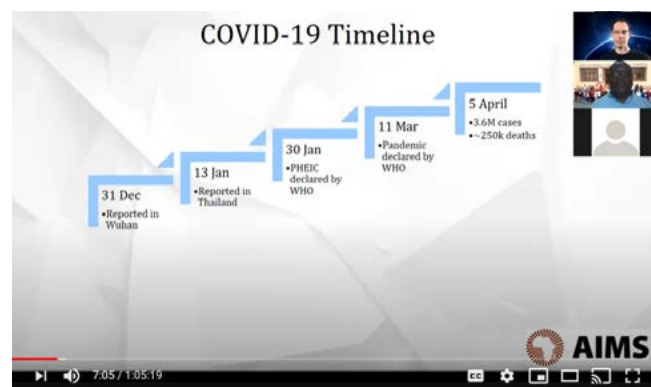 COVID-19 Timeline
31 Dec
•Reported in
Wuhan
13 Jan
•Reported in
Thailand
30 Jan
•PHEIC
declared by
WHO
11 Mar
•Pandemic
declared by
WHO
5 April
•3.6M cases
•~250k deaths
AIMS
7:05 / 1:05:19
CC